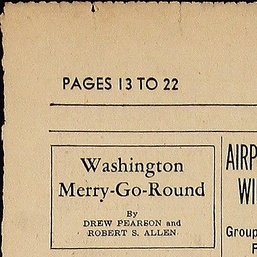 PAGES 13 TO 22
Washington
Merry-Go-Round
By
DREW PEARSON and
ROBERT S. ALLEN
AIRP
WI
Group
F